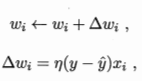 wᵢ ← wᵢ + Δwᵢ ,
Δwᵢ = η(y − ŷ)xᵢ ,